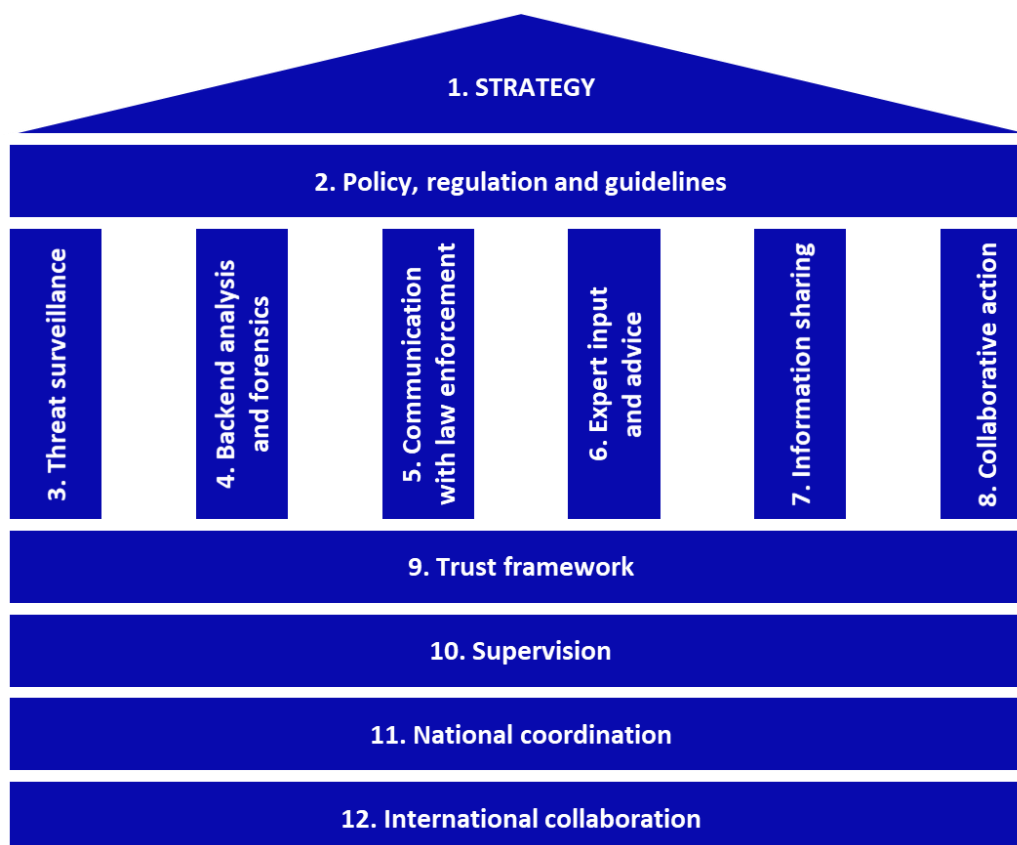 1. STRATEGY
2. Policy, regulation and guidelines
3. Threat surveillance
4. Backend analysis
and forensics
5. Communication
with law enforcement
6. Expert input
and advice
7. Information sharing
8. Collaborative action
9. Trust framework
10. Supervision
11. National coordination
12. International collaboration